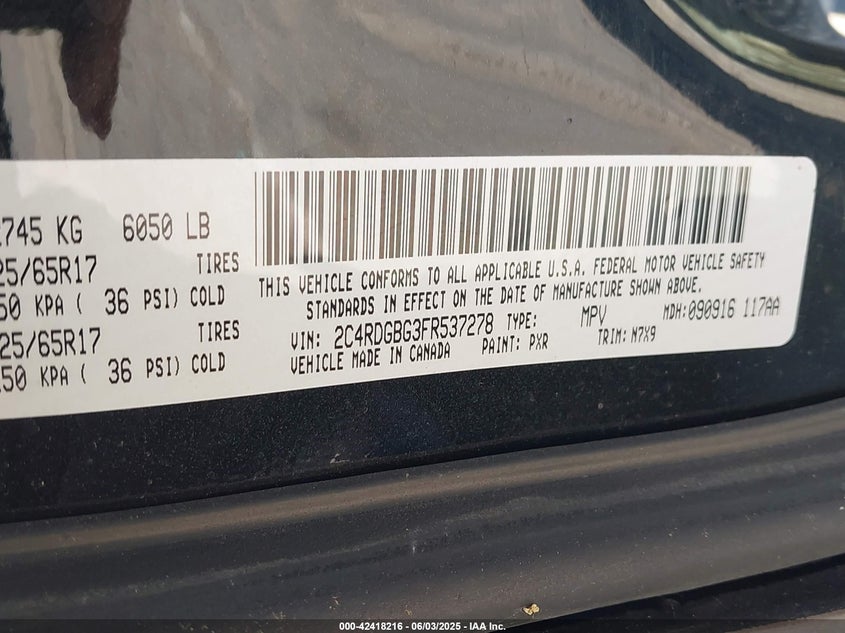 745 KG 6050 LB
25/65R17 TIRES
50 KPA ( 36 PSI) COLD
25/65R17 TIRES
50 KPA ( 36 PSI) COLD
THIS VEHICLE CONFORMS TO ALL APPLICABLE U.S.A. FEDERAL MOTOR VEHICLE SAFETY
STANDARDS IN EFFECT ON THE DATE OF MANUFACTURE SHOWN ABOVE.
VIN: 2C4RDGBG3FR537278 TYPE: MPV MDH:090916 117AA
VEHICLE MADE IN CANADA PAINT: PXR TRIM: N7X9
000-42418216 - 06/03/2025 - IAA Inc.